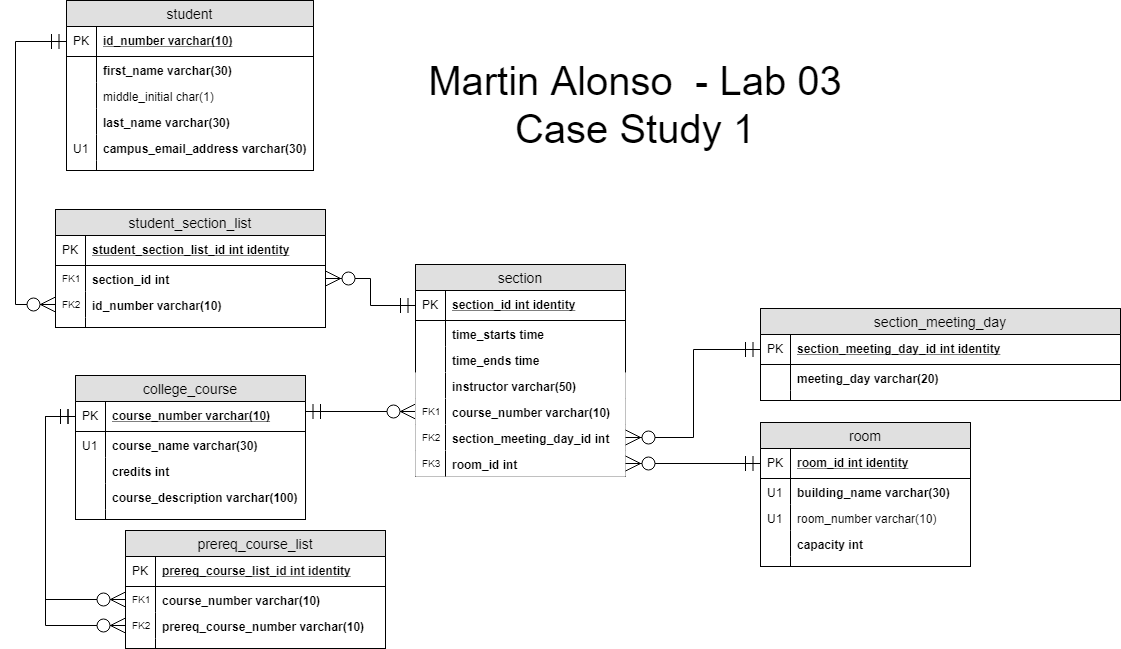 student
PK id_number varchar(10)
first_name varchar(30)
middle_initial char(1)
last_name varchar(30)
U1 campus_email_address varchar(30)
Martin Alonso - Lab 03
Case Study 1
student_section_list
PK student_section_list_id int identity
FK1 section_id int
FK2 id_number varchar(10)
section
PK section_id int identity
time_starts time
time_ends time
instructor varchar(50)
FK1 course_number varchar(10)
FK2 section_meeting_day_id int
FK3 room_id int
section_meeting_day
PK section_meeting_day_id int identity
meeting_day varchar(20)
college_course
PK course_number varchar(10)
U1 course_name varchar(30)
credits int
course_description varchar(100)
room
PK room_id int identity
U1 building_name varchar(30)
U1 room_number varchar(10)
capacity int
prereq_course_list
PK prereq_course_list_id int identity
FK1 course_number varchar(10)
FK2 prereq_course_number varchar(10)